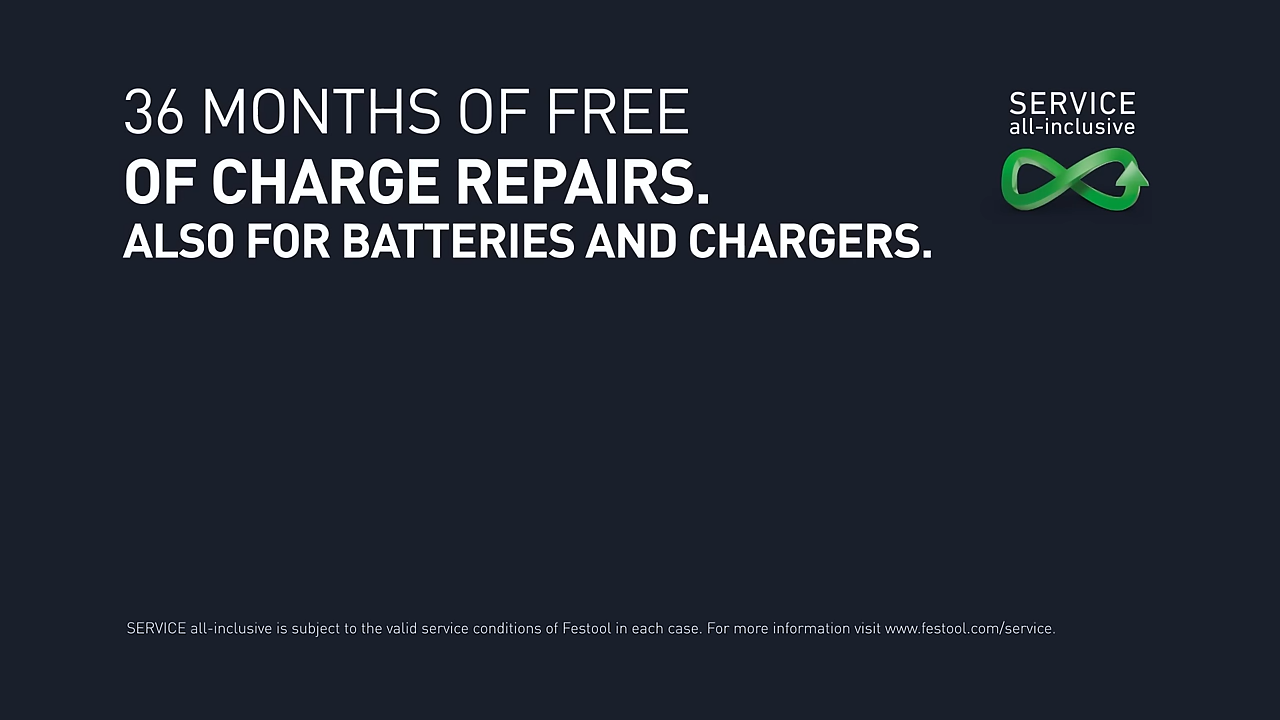 36 MONTHS OF FREE
OF CHARGE REPAIRS.
ALSO FOR BATTERIES AND CHARGERS.
SERVICE
all-inclusive
SERVICE all-inclusive is subject to the valid service conditions of Festool in each case. For more information visit www.festool.com/service.